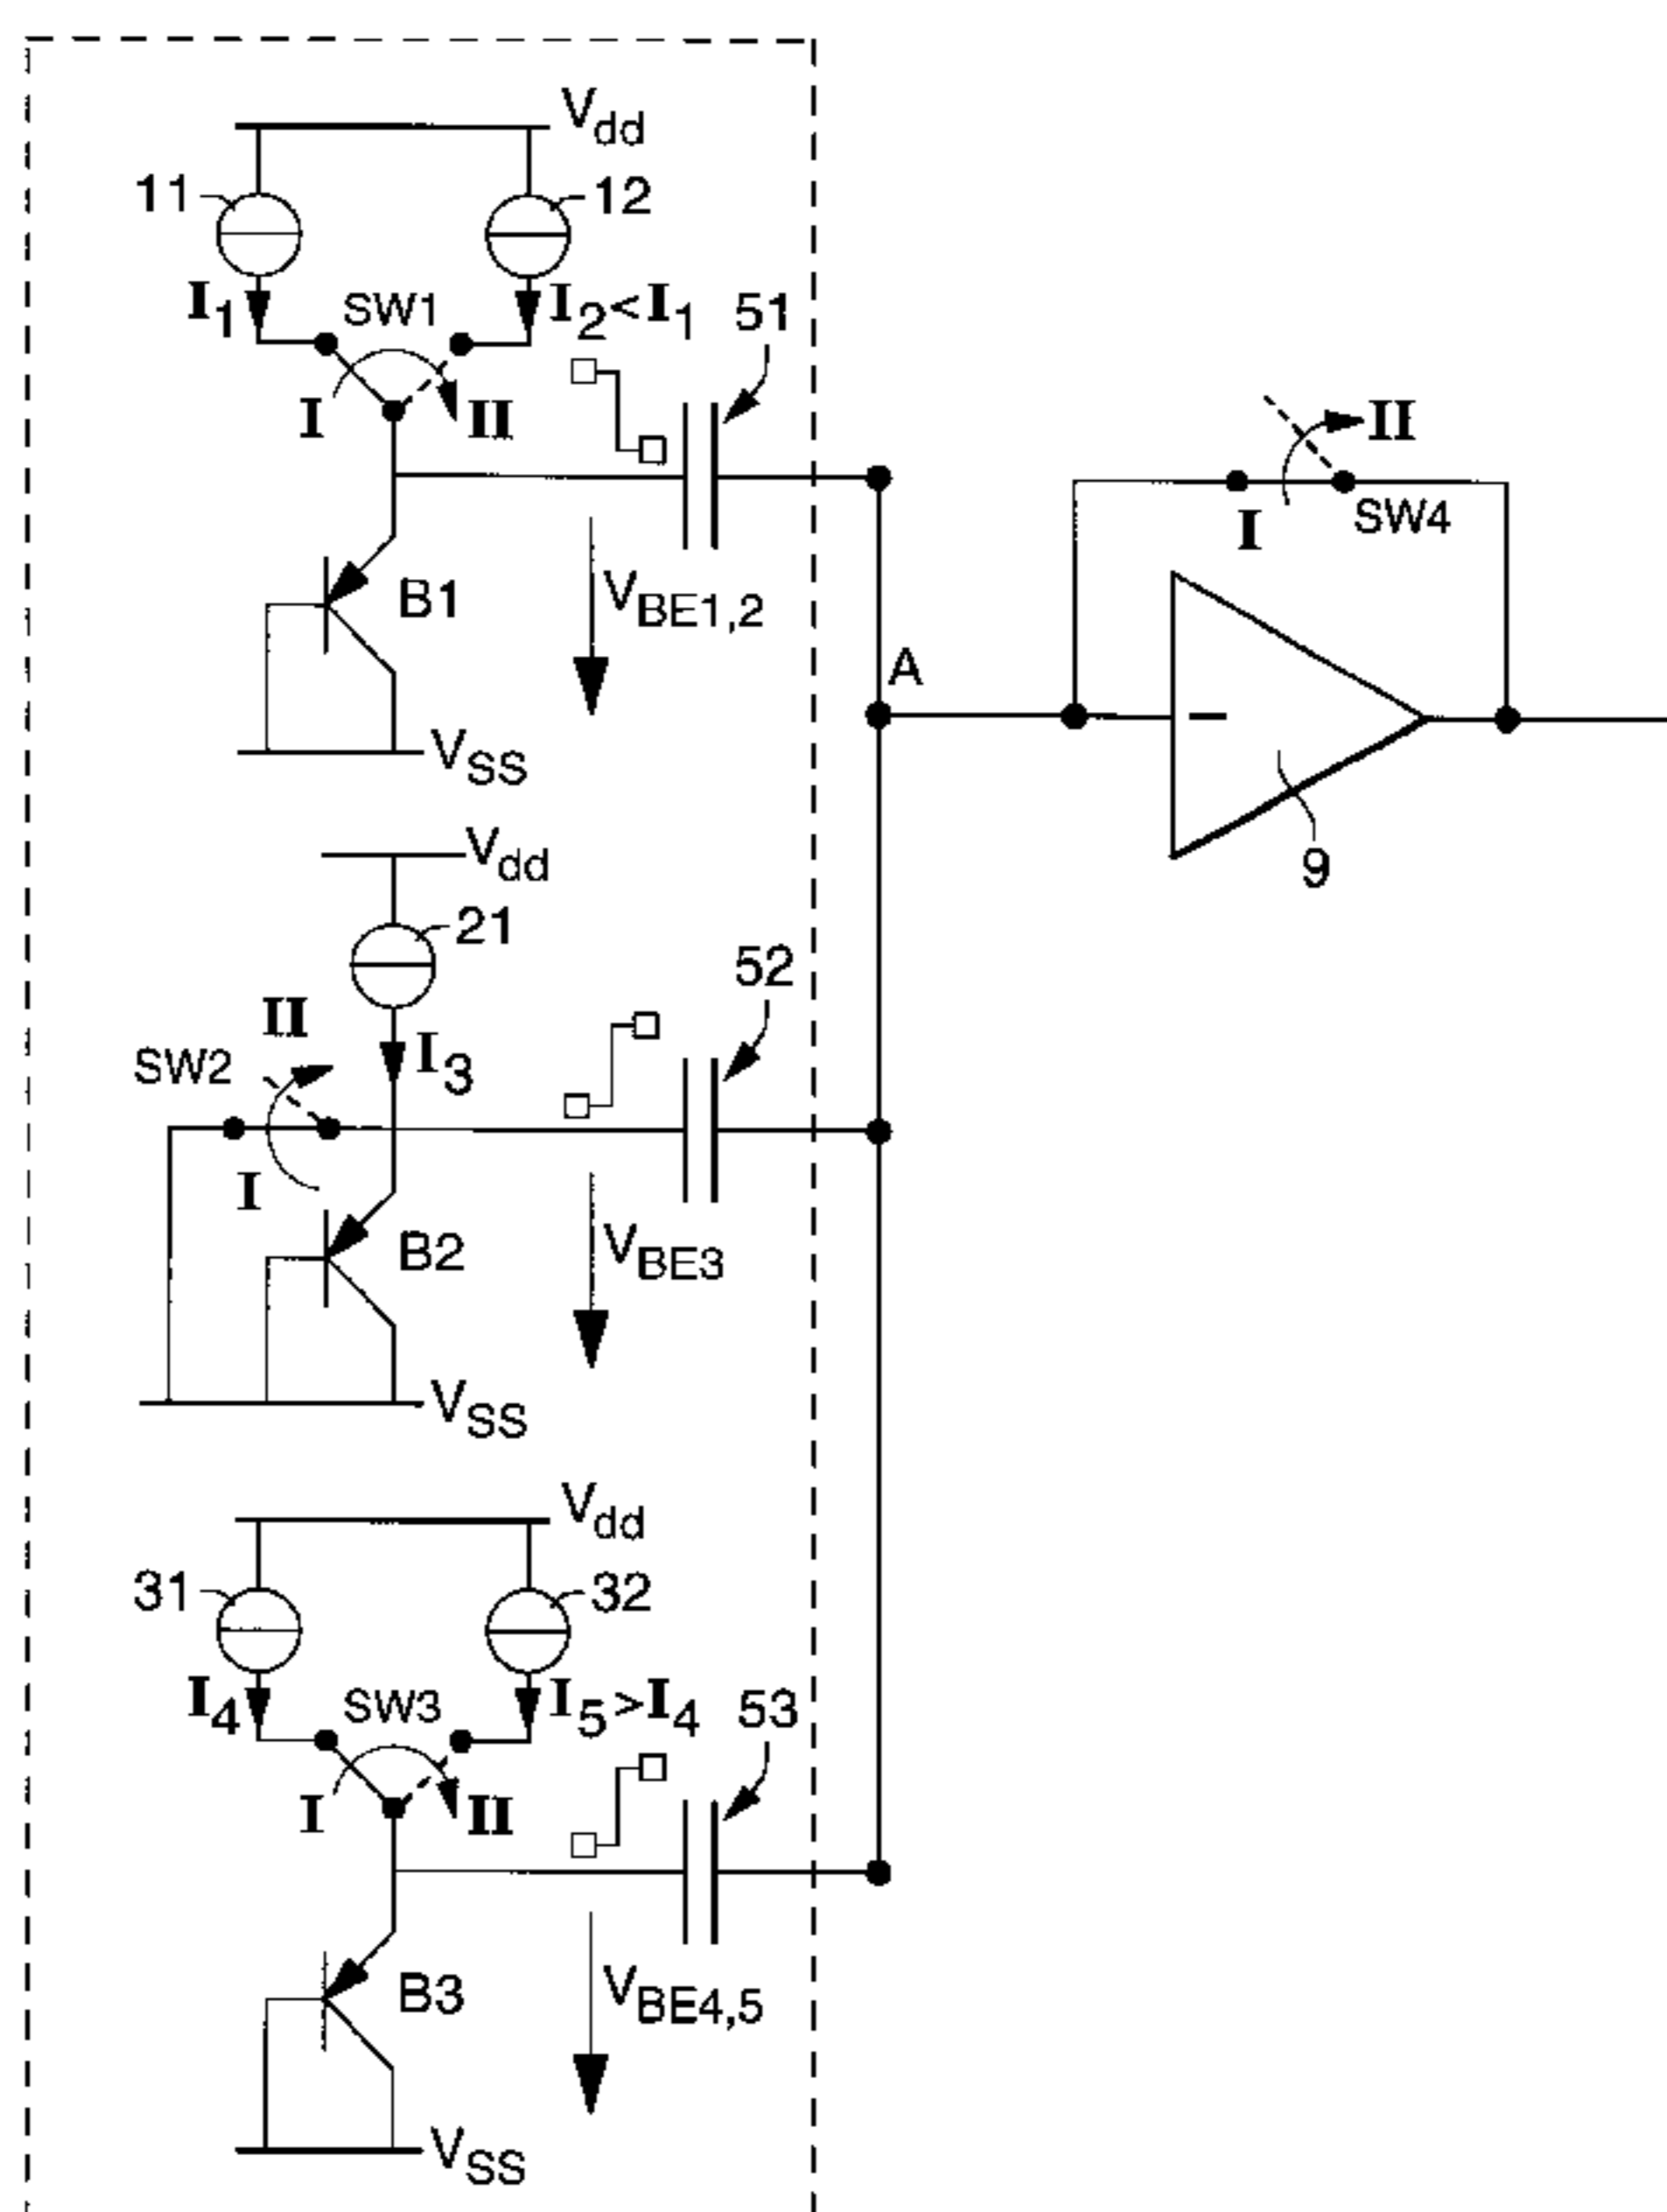 Vdd
11
12
I1
SW1
I2<I1
51
I
II
II
I
SW4
B1
VBE1,2
A
–
VSS
9
Vdd
21
52
II
SW2
I3
I
B2
VBE3
VSS
Vdd
31
32
I4
SW3
I5>I4
53
I
II
B3
VBE4,5
VSS